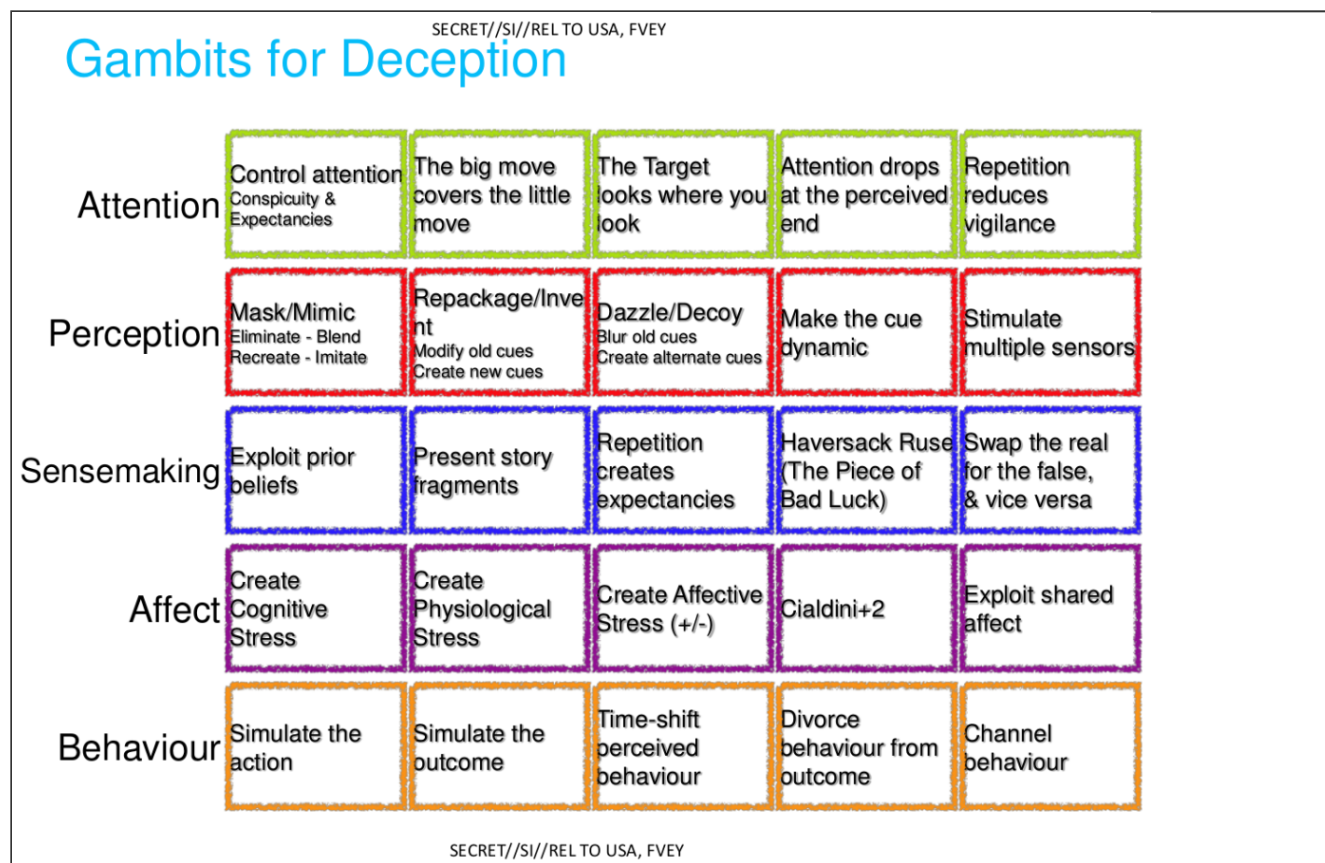 SECRET//SI//REL TO USA, FVEY
Gambits for Deception
Attention
Control attention
Conspicuity &
Expectancies
The big move
covers the little
move
The Target
looks where you
look
Attention drops
at the perceived
end
Repetition
reduces
vigilance
Perception
Mask/Mimic
Eliminate - Blend
Recreate - Imitate
Repackage/Inve
nt
Modify old cues
Create new cues
Dazzle/Decoy
Blur old cues
Create alternate cues
Make the cue
dynamic
Stimulate
multiple sensors
Sensemaking
Exploit prior
beliefs
Present story
fragments
Repetition
creates
expectancies
Haversack Ruse
(The Piece of
Bad Luck)
Swap the real
for the false,
& vice versa
Affect
Create
Cognitive
Stress
Create
Physiological
Stress
Create Affective
Stress (+/-)
Cialdini+2
Exploit shared
affect
Behaviour
Simulate the
action
Simulate the
outcome
Time-shift
perceived
behaviour
Divorce
behaviour from
outcome
Channel
behaviour
SECRET//SI//REL TO USA, FVEY